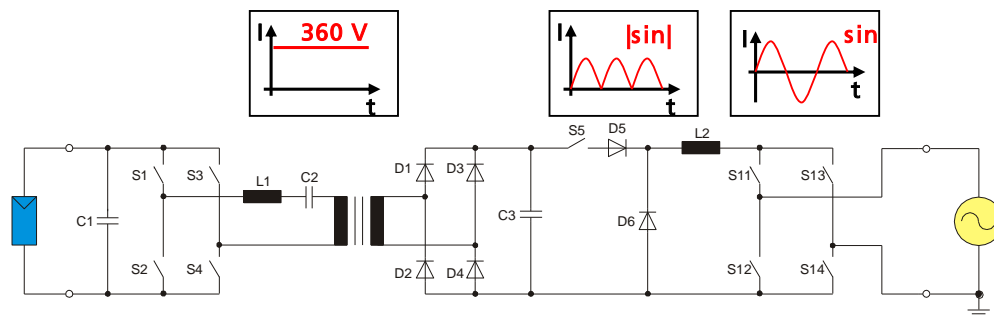 I 360 V
t
I |sin|
t
I sin
t
S1 S3
L1 C2
D1 D3
S5 D5
L2
S11 S13
C1
C3
D6
S2 S4
D2 D4
S12 S14